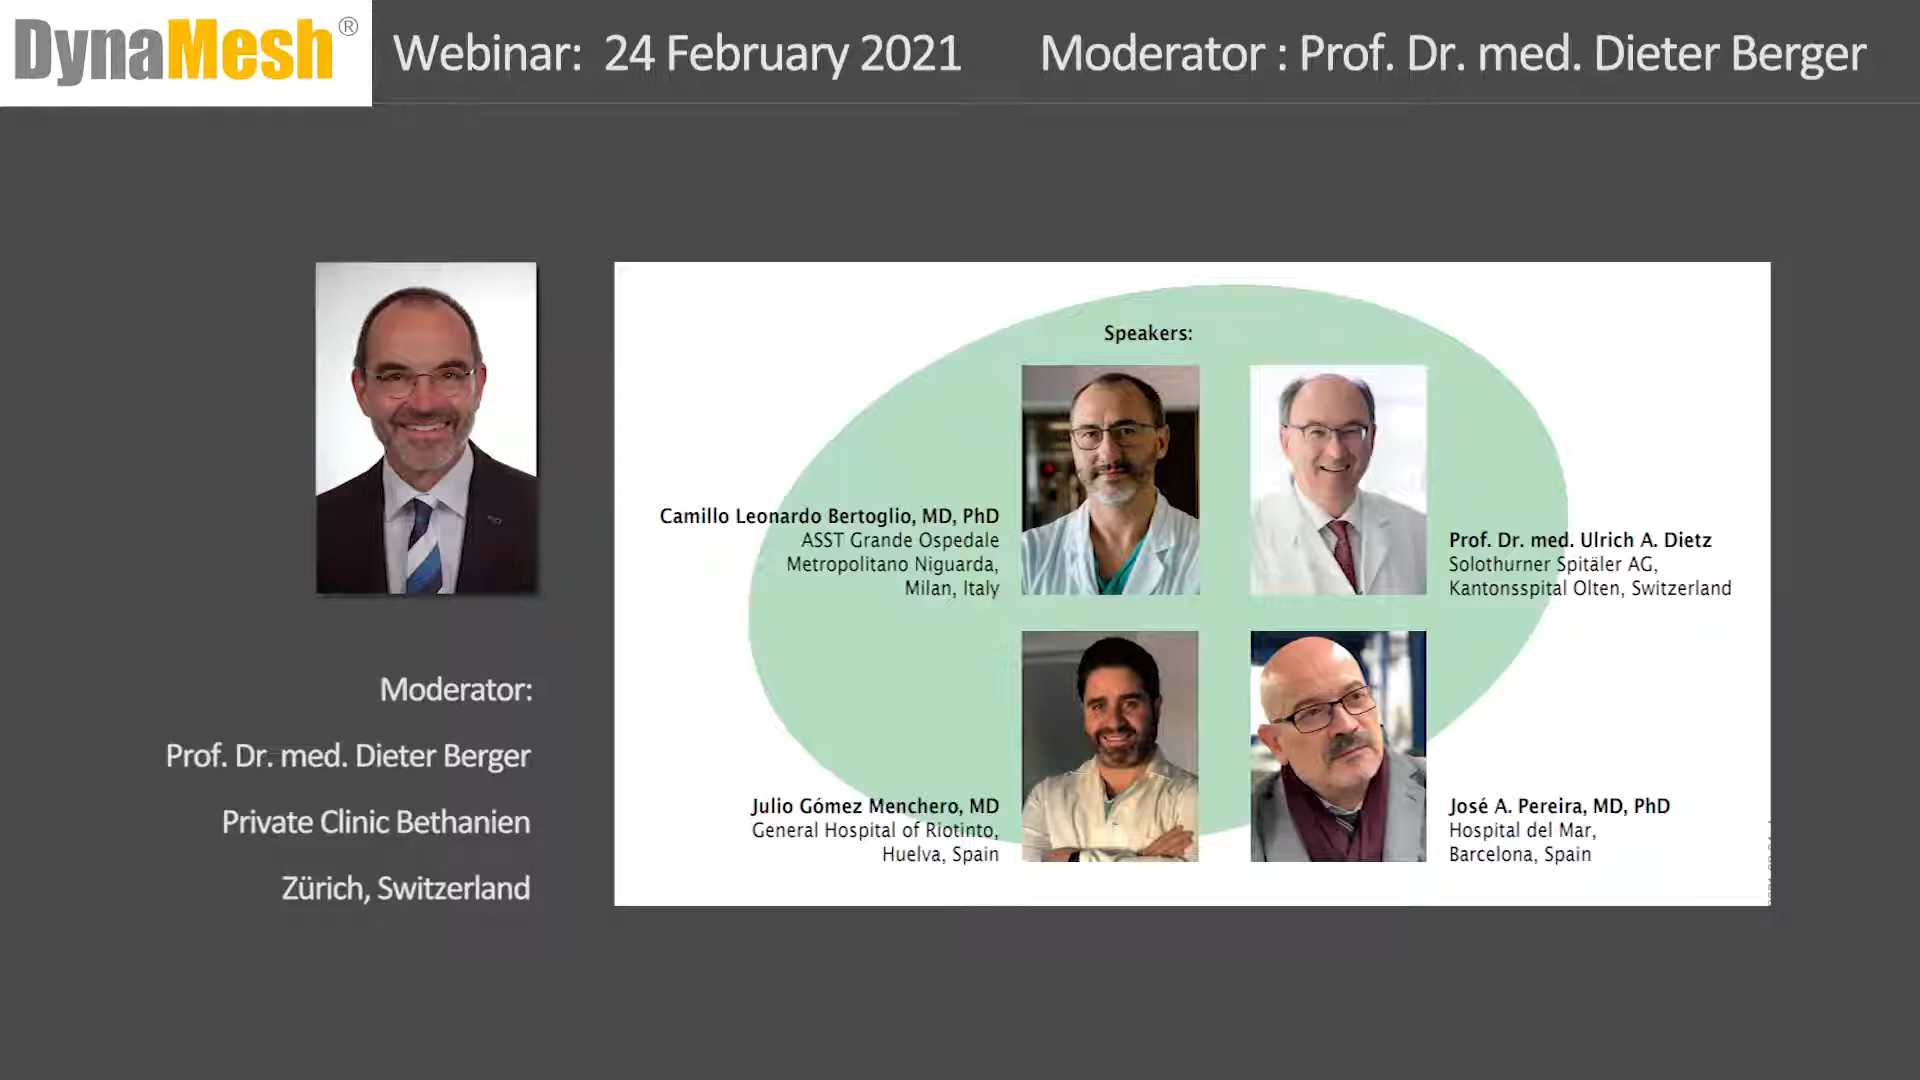 DynaMesh®
Webinar: 24 February 2021
Moderator : Prof. Dr. med. Dieter Berger
Moderator:
Prof. Dr. med. Dieter Berger
Private Clinic Bethanien
Zürich, Switzerland
Speakers:
Camillo Leonardo Bertoglio, MD, PhD
ASST Grande Ospedale
Metropolitano Niguarda,
Milan, Italy
Prof. Dr. med. Ulrich A. Dietz
Solothurner Spitäler AG,
Kantonsspital Olten, Switzerland
Julio Gómez Menchero, MD
General Hospital of Riotinto,
Huelva, Spain
José A. Pereira, MD, PhD
Hospital del Mar,
Barcelona, Spain